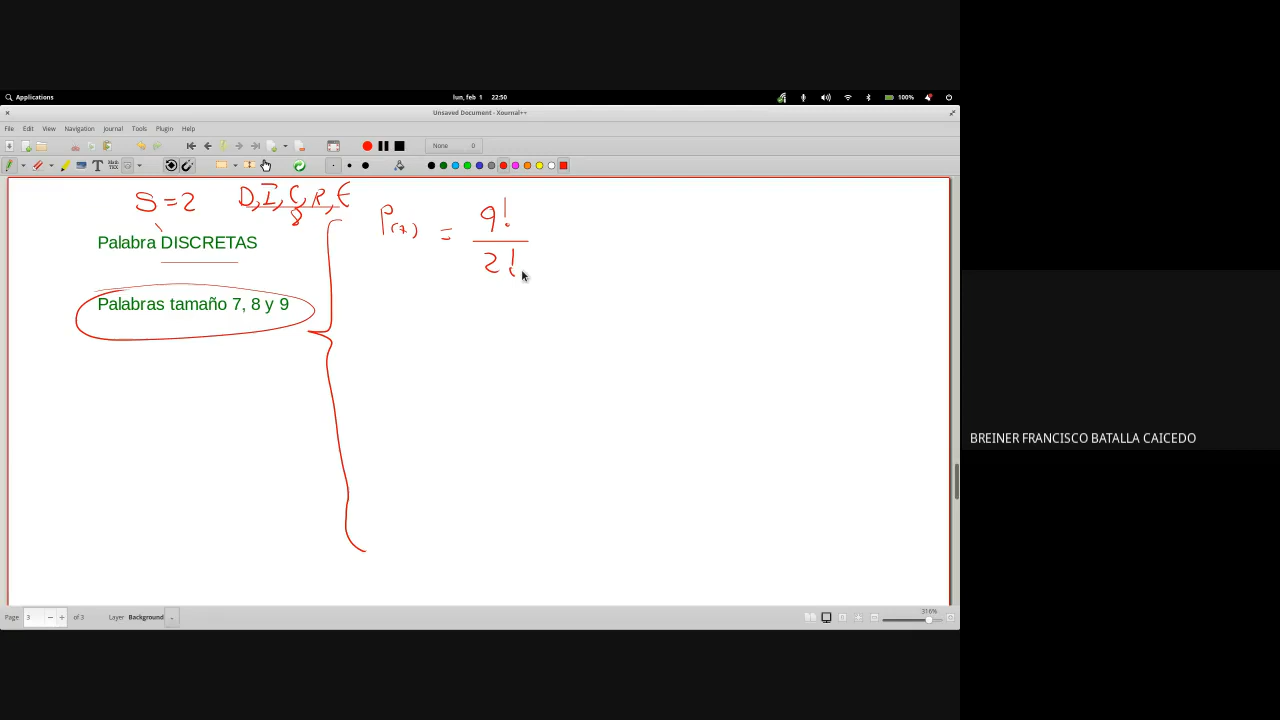 Applications
lun, feb 1 22:50
100%
Unsaved Document - Xournal++
File Edit View Navigation Journal Tools Plugin Help
None 0
S = 2
D, I, C, R, E
8
P(x) = 9! / 2!
Palabra DISCRETAS
Palabras tamaño 7, 8 y 9
BREINER FRANCISCO BATALLA CAICEDO
316%
Page 3 of 3 Layer Background